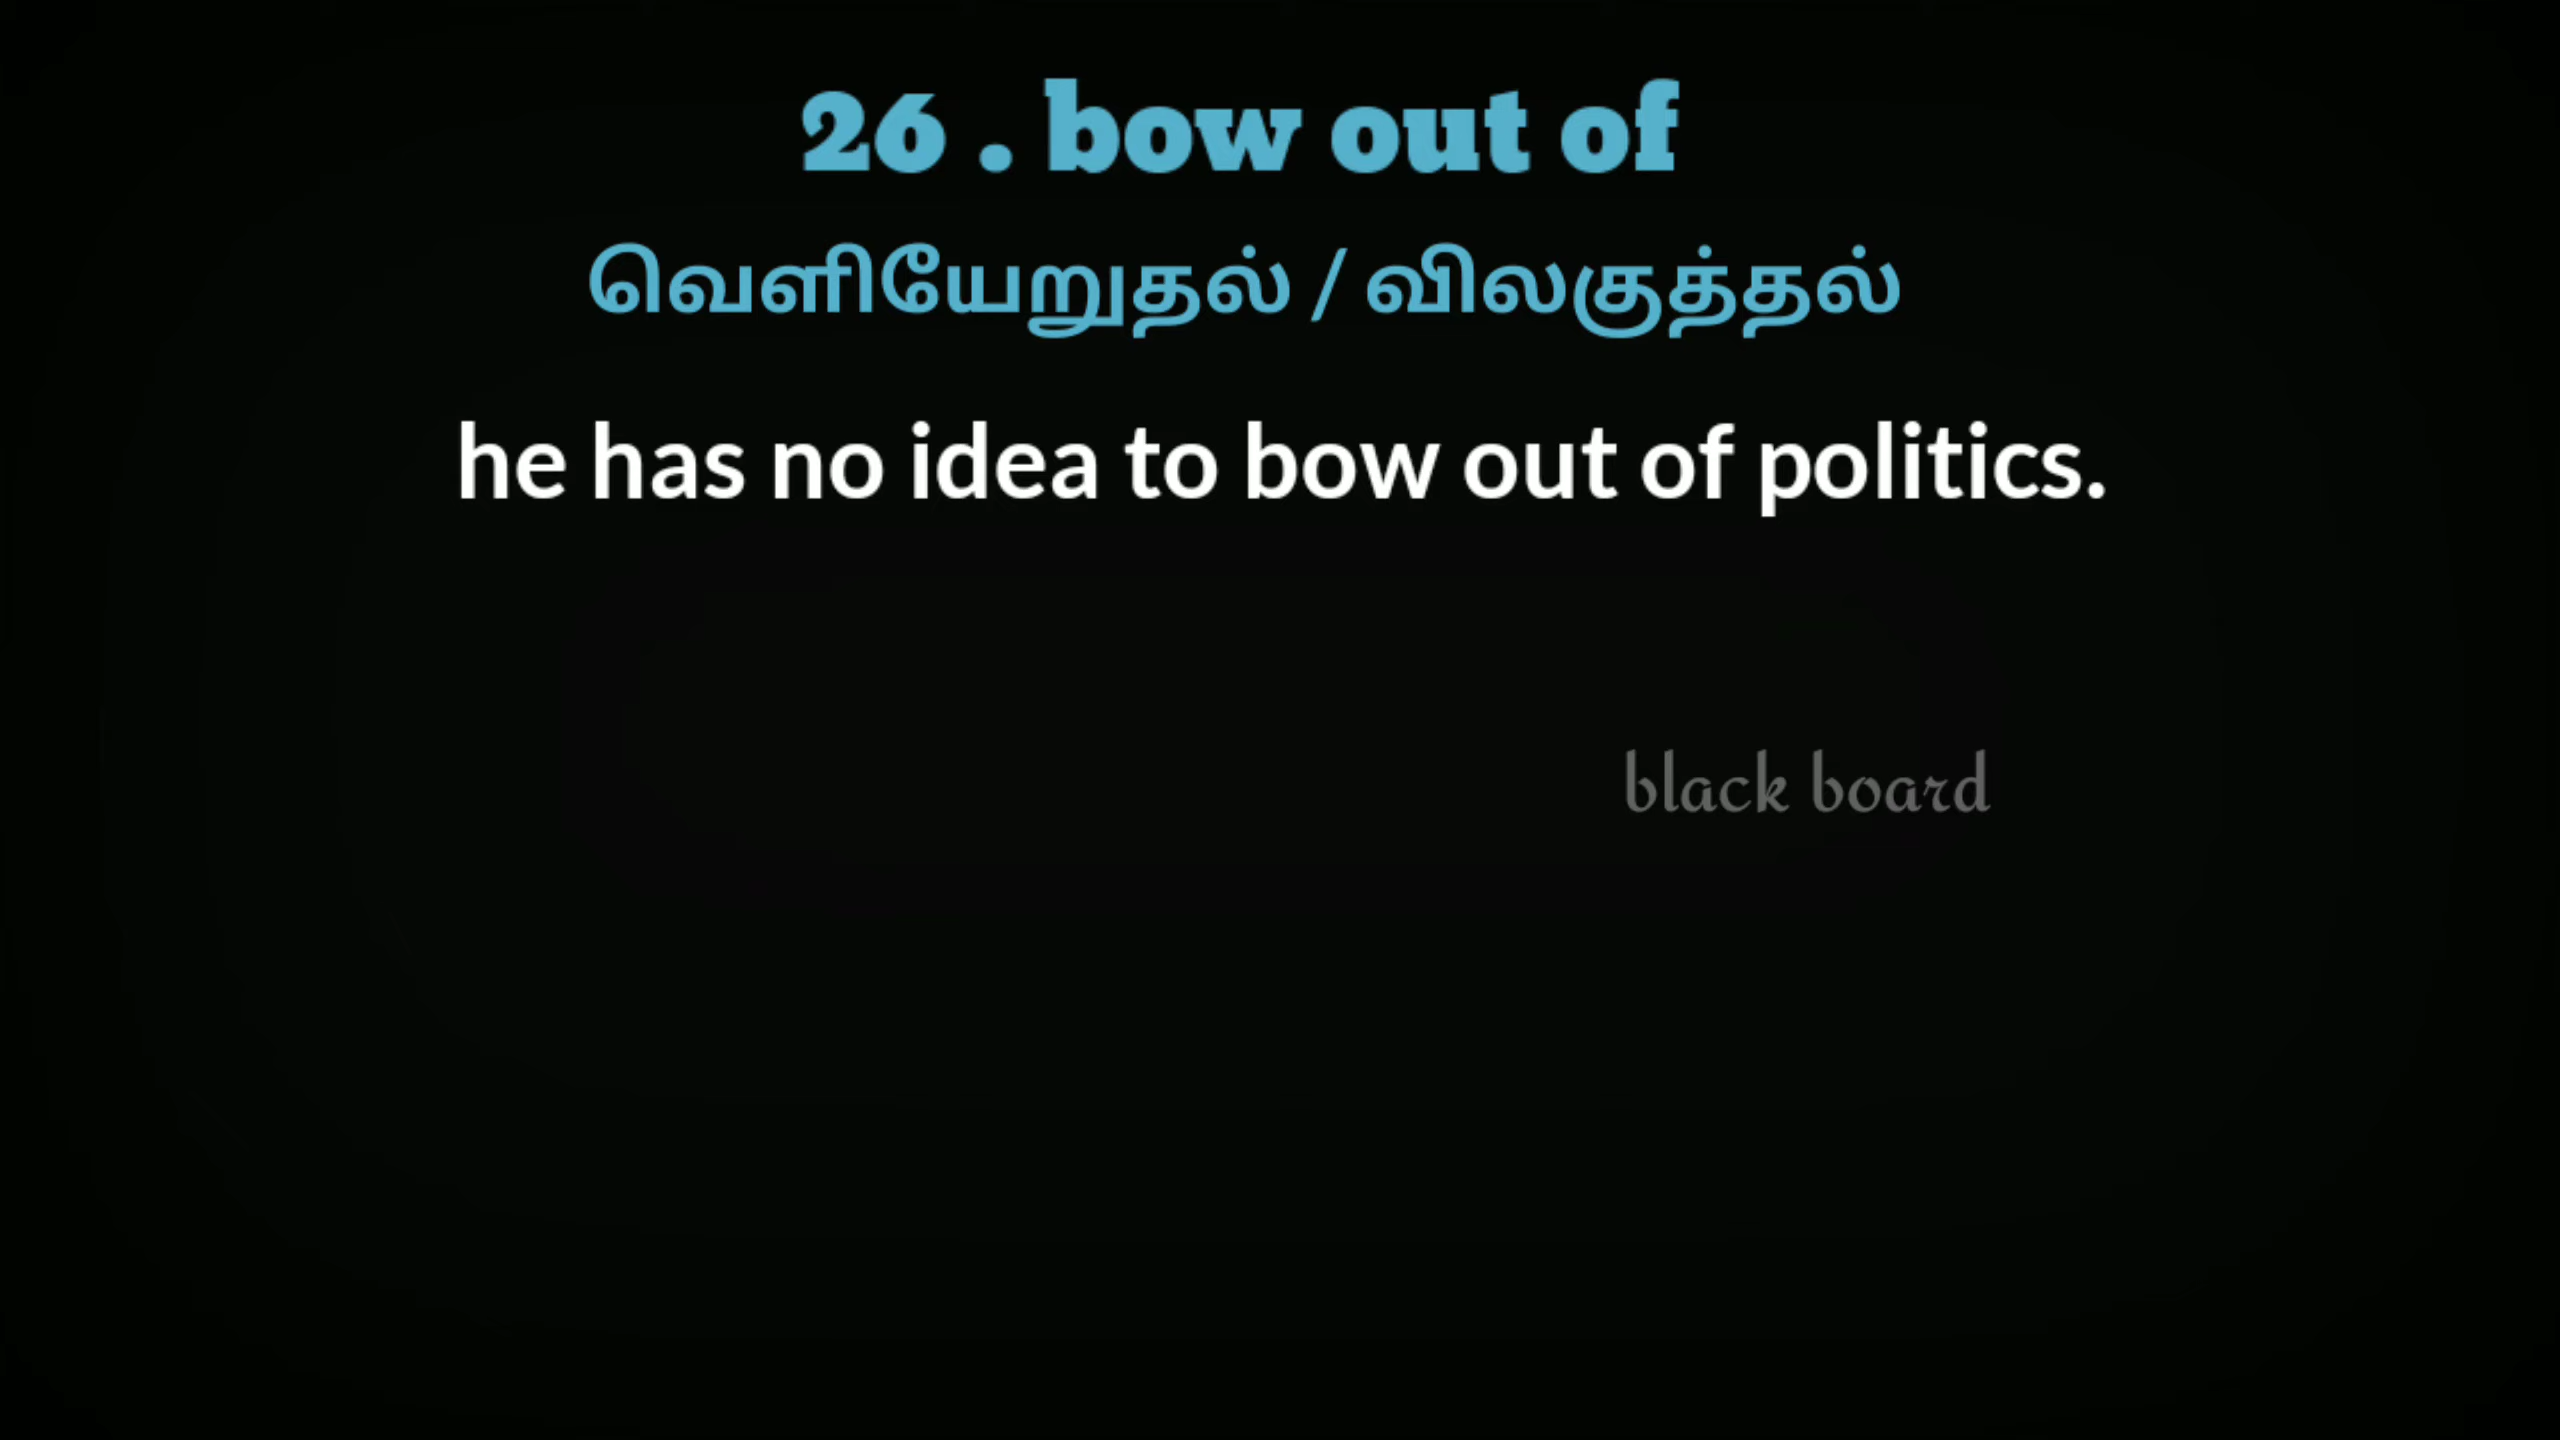 26 . bow out of
வெளியேறுதல் / விலகுத்தல்
he has no idea to bow out of politics.
black board